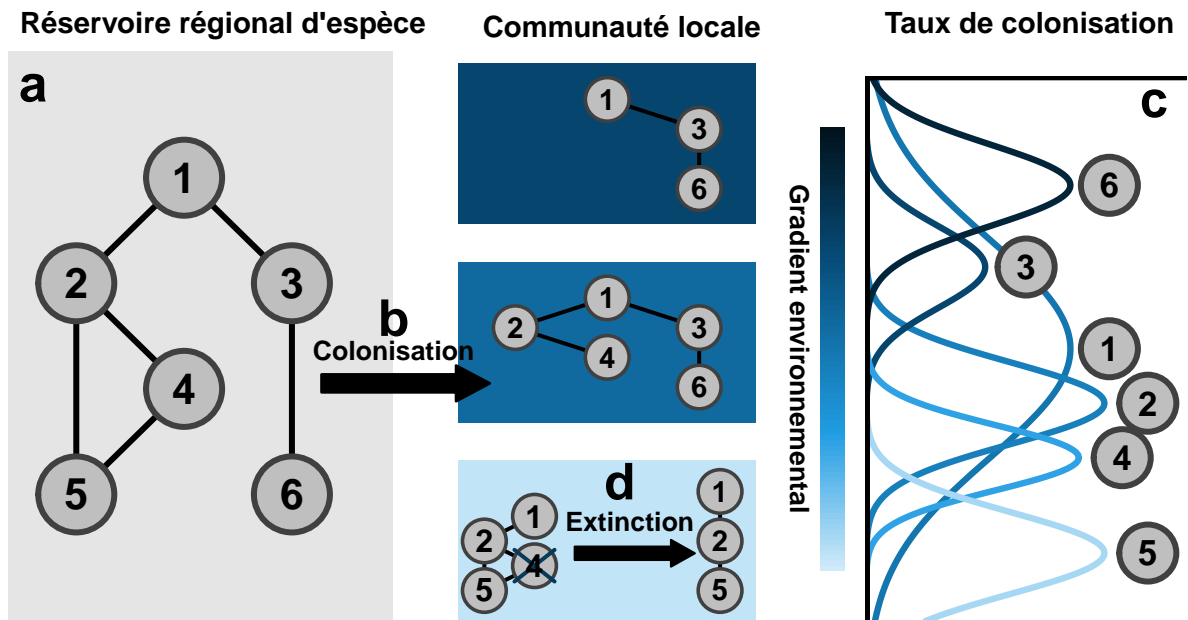 Réservoire régional d'espèce
Communauté locale
Taux de colonisation
a
1
2
3
4
5
6
b
Colonisation
1
3
6
1
2
3
4
6
d
Extinction
1
2
4
5
1
2
5
Gradient environnemental
c
6
3
1
2
4
5